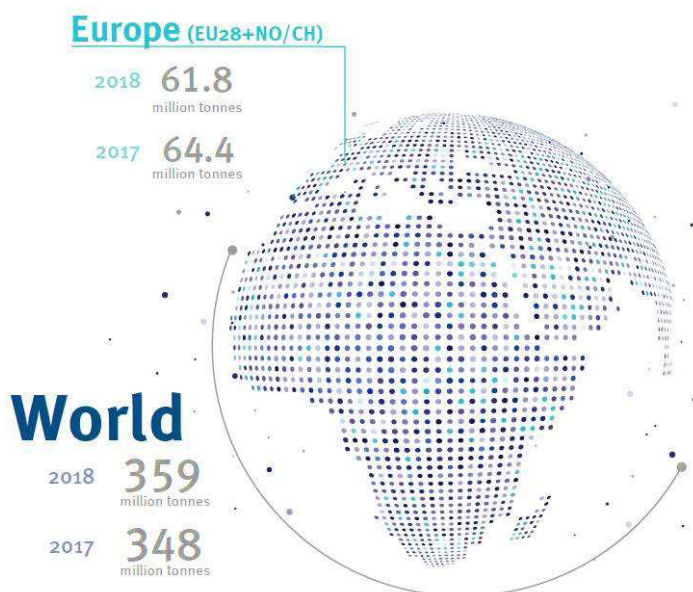 Europe (EU28+NO/CH)
2018 61.8
million tonnes
2017 64.4
million tonnes
World
2018 359
million tonnes
2017 348
million tonnes